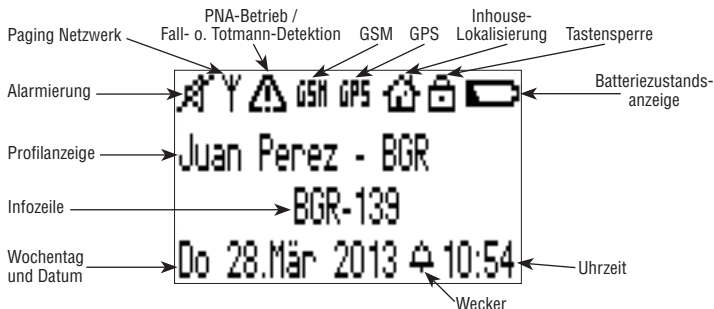 PNA-Betrieb /
Fall- o. Totmann-Detektion
Paging Netzwerk
GSM
GPS
Inhouse-
Lokalisierung
Tastensperre
Alarmierung
GSM GPS
Batteriezustands-
anzeige
Profilanzeige
Juan Perez - BGR
Infozeile
BGR-139
Wochentag
und Datum
Do 28.Mär 2013 10:54
Uhrzeit
Wecker